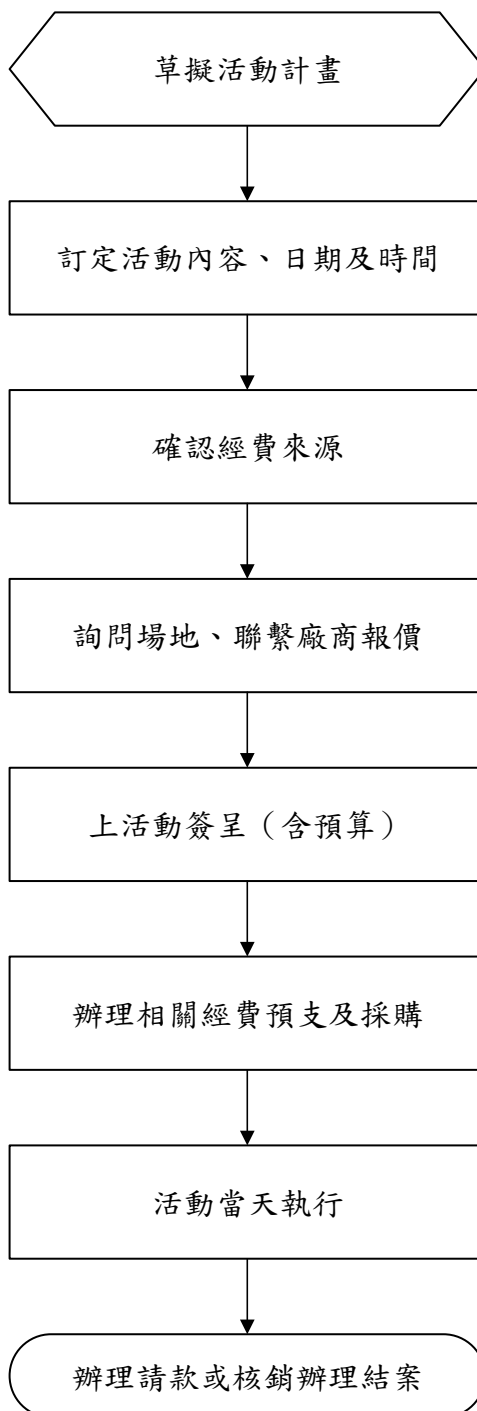 草擬活動計畫
訂定活動內容、日期及時間
確認經費來源
詢問場地、聯繫廠商報價
上活動簽呈（含預算）
辦理相關經費預支及採購
活動當天執行
辦理請款或核銷辦理結案